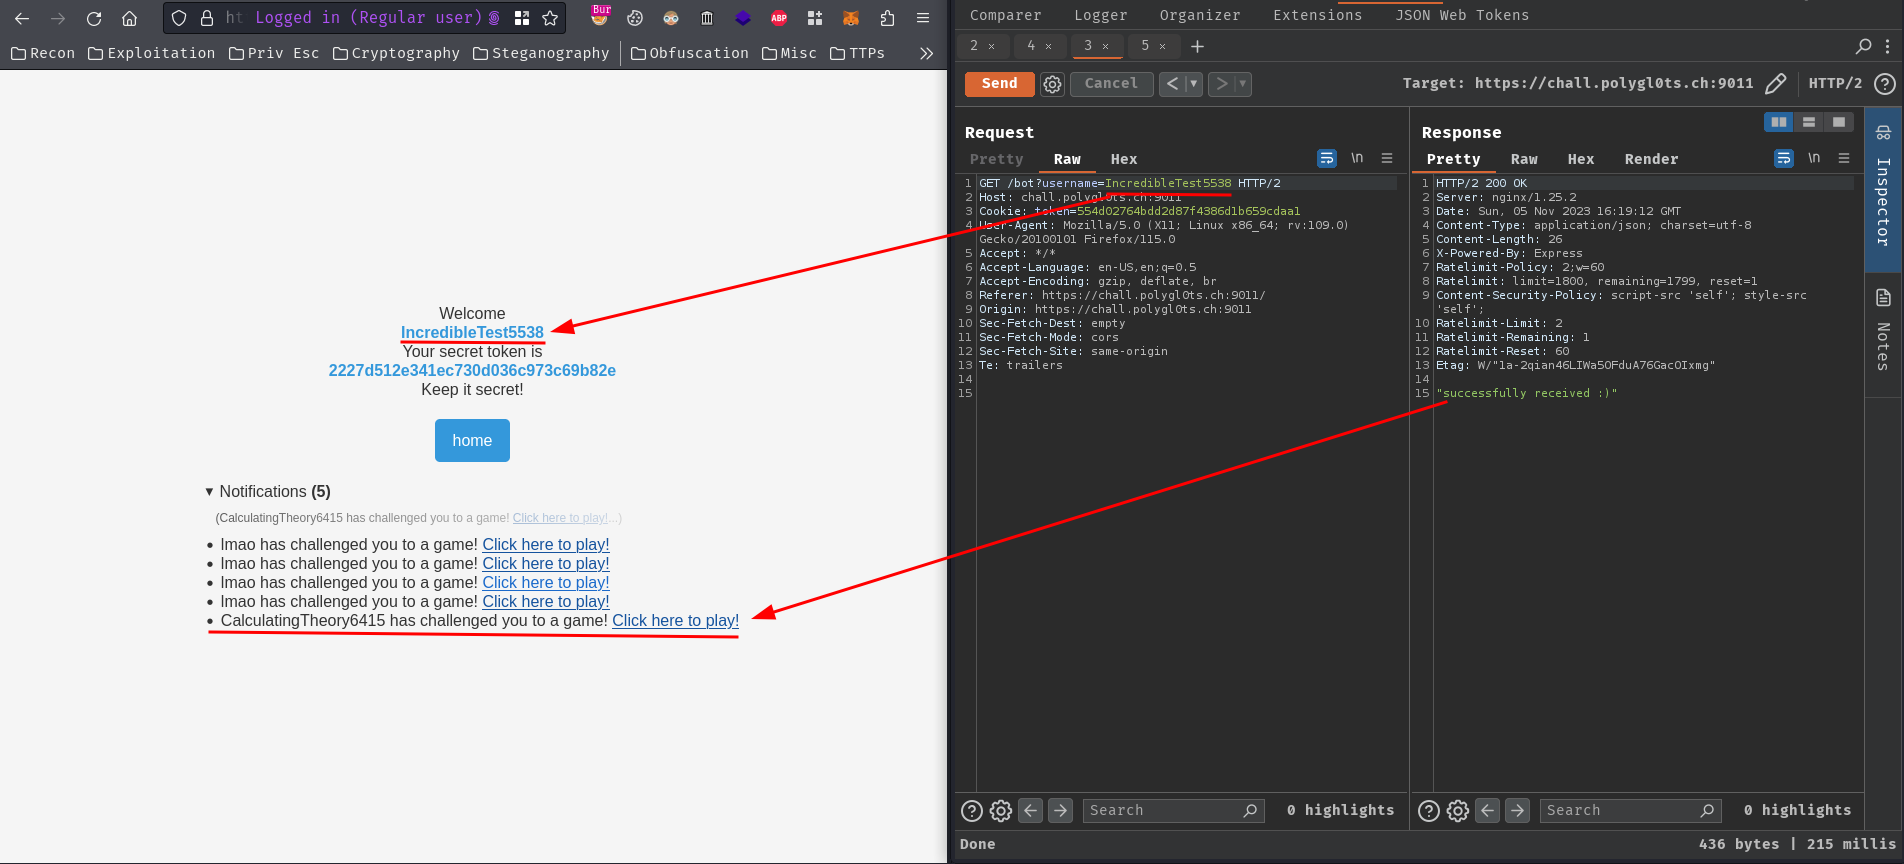 Bur
ht Logged in (Regular user)
ABP
Recon Exploitation Priv Esc Cryptography Steganography Obfuscation Misc TTPs
Welcome
IncredibleTest5538
Your secret token is
2227d512e341ec730d036c973c69b82e
Keep it secret!
home
▼ Notifications (5)
(CalculatingTheory6415 has challenged you to a game! Click here to play!...)
• lmao has challenged you to a game! Click here to play!
• lmao has challenged you to a game! Click here to play!
• lmao has challenged you to a game! Click here to play!
• lmao has challenged you to a game! Click here to play!
• CalculatingTheory6415 has challenged you to a game! Click here to play!
Comparer Logger Organizer Extensions JSON Web Tokens
2 × 4 × 3 × 5 × +
Send Cancel < > Target: https://chall.polygl0ts.ch:9011 HTTP/2
Request
Pretty Raw Hex \n
1 GET /bot?username=IncredibleTest5538 HTTP/2
2 Host: chall.polygl0ts.ch:9011
3 Cookie: token=554d02764bdd2d87f4386d1b659cdaa1
4 User-Agent: Mozilla/5.0 (X11; Linux x86_64; rv:109.0)
Gecko/20100101 Firefox/115.0
5 Accept: */*
6 Accept-Language: en-US,en;q=0.5
7 Accept-Encoding: gzip, deflate, br
8 Referer: https://chall.polygl0ts.ch:9011/
9 Origin: https://chall.polygl0ts.ch:9011
10 Sec-Fetch-Dest: empty
11 Sec-Fetch-Mode: cors
12 Sec-Fetch-Site: same-origin
13 Te: trailers
14
15
Search 0 highlights
Response
Pretty Raw Hex Render \n
1 HTTP/2 200 OK
2 Server: nginx/1.25.2
3 Date: Sun, 05 Nov 2023 16:19:12 GMT
4 Content-Type: application/json; charset=utf-8
5 Content-Length: 26
6 X-Powered-By: Express
7 Ratelimit-Policy: 2;w=60
8 Ratelimit: limit=1800, remaining=1799, reset=1
9 Content-Security-Policy: script-src 'self'; style-src
'self';
10 Ratelimit-Limit: 2
11 Ratelimit-Remaining: 1
12 Ratelimit-Reset: 60
13 Etag: W/"1a-2qian46LIWa5OFduA76GacOIxmg"
14
15 "successfully received :)"
Search 0 highlights
Inspector
Notes
Done 436 bytes | 215 millis